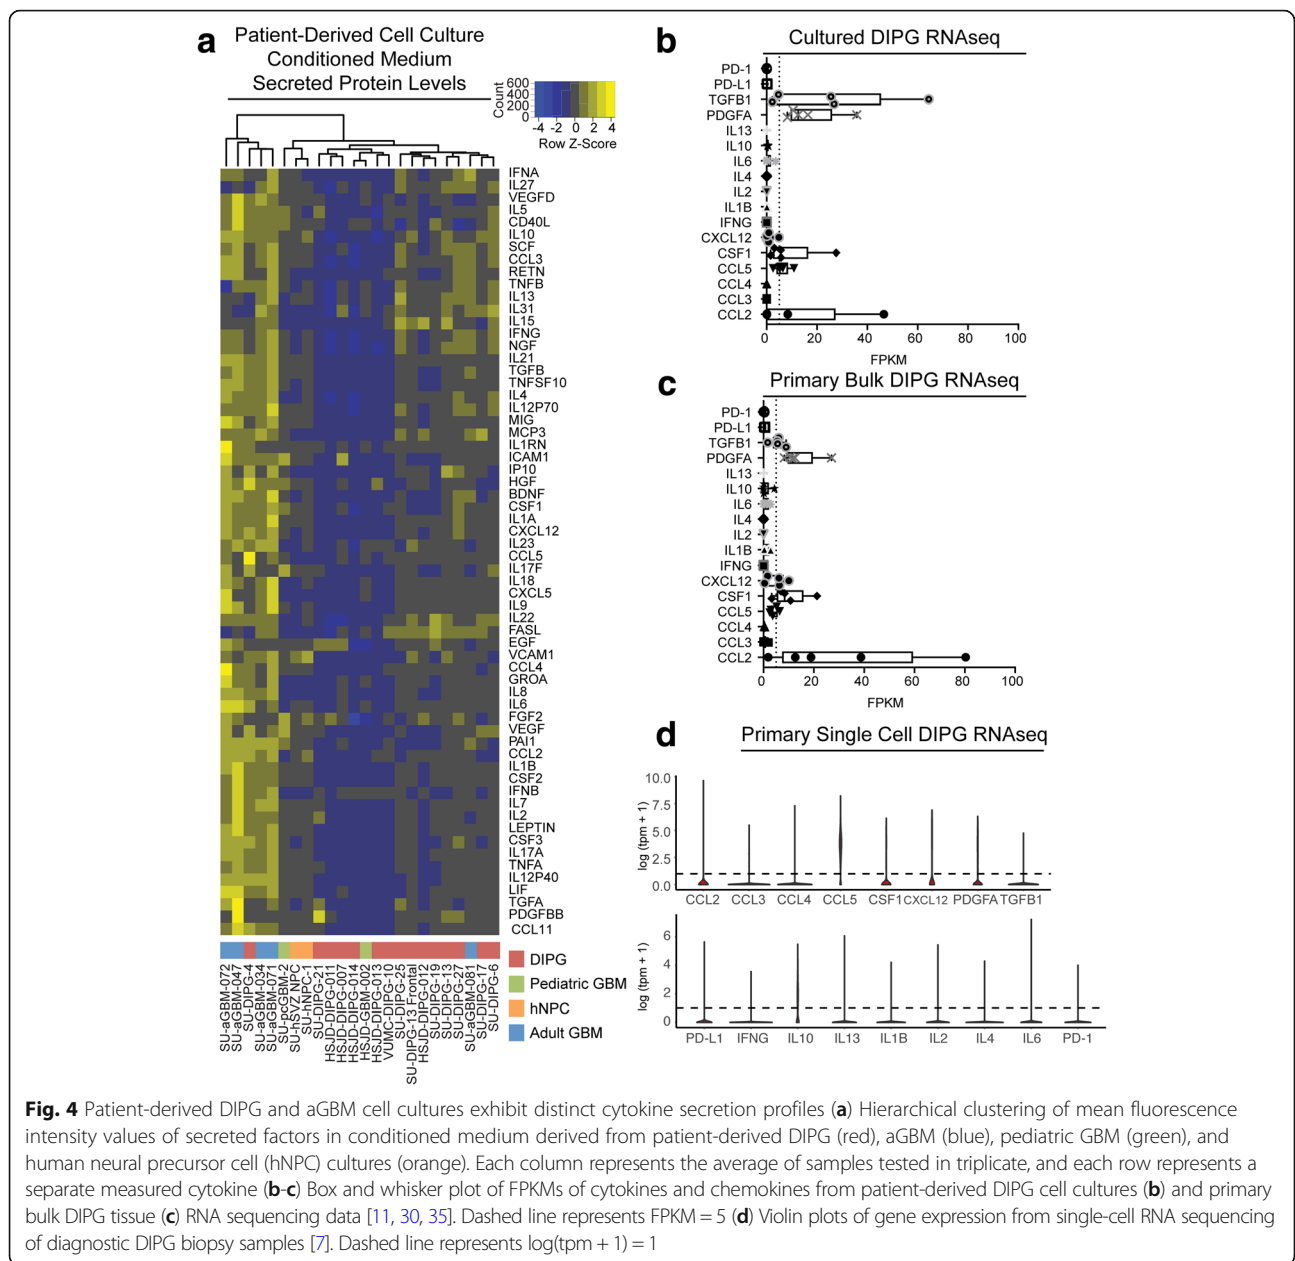 a
Patient-Derived Cell Culture
Conditioned Medium
Secreted Protein Levels
Count
600
400
200
0
-4 -2 0 2 4
Row Z-Score
IFNA
IL27
VEGFD
IL5
CD40L
IL10
SCF
CCL3
RETN
TNFB
IL13
IL31
IL15
IFNG
NGF
IL21
TGFB
TNFSF10
IL4
IL12P70
MIG
MCP3
IL1RN
ICAM1
IP10
HGF
BDNF
CSF1
IL1A
CXCL12
IL23
CCL5
IL17F
IL18
CXCL5
IL9
IL22
FASL
EGF
VCAM1
CCL4
GROA
IL8
IL6
FGF2
VEGF
PAI1
CCL2
IL1B
CSF2
IFNB
IL7
IL2
LEPTIN
CSF3
IL17A
TNFA
IL12P40
LIF
TGFA
PDGFBB
CCL11
SU-aGBM-072
SU-aGBM-047
SU-DIPG-4
SU-aGBM-034
SU-aGBM-071
SU-pcGBM-2
SU-hSVZ NPC
SU-hNPC-1
SU-DIPG-21
HSJD-DIPG-011
HSJD-DIPG-007
HSJD-DIPG-014
HSJD-GBM-002
HSJD-DIPG-013
VUMC-DIPG-10
SU-DIPG-25
SU-DIPG-13 Frontal
HSJD-DIPG-012
SU-DIPG-19
SU-DIPG-13
SU-DIPG-27
SU-aGBM-081
SU-DIPG-17
SU-DIPG-6
DIPG
Pediatric GBM
hNPC
Adult GBM
b
Cultured DIPG RNAseq
PD-1
PD-L1
TGFB1
PDGFA
IL13
IL10
IL6
IL4
IL2
IL1B
IFNG
CXCL12
CSF1
CCL5
CCL4
CCL3
CCL2
0 20 40 60 80 100
FPKM
c
Primary Bulk DIPG RNAseq
PD-1
PD-L1
TGFB1
PDGFA
IL13
IL10
IL6
IL4
IL2
IL1B
IFNG
CXCL12
CSF1
CCL5
CCL4
CCL3
CCL2
0 20 40 60 80 100
FPKM
d
Primary Single Cell DIPG RNAseq
log (tpm + 1)
10.0
7.5
5.0
2.5
0.0
CCL2 CCL3 CCL4 CCL5 CSF1 CXCL12 PDGFA TGFB1
log (tpm + 1)
6
4
2
0
PD-L1 IFNG IL10 IL13 IL1B IL2 IL4 IL6 PD-1
Fig. 4 Patient-derived DIPG and aGBM cell cultures exhibit distinct cytokine secretion profiles (a) Hierarchical clustering of mean fluorescence
intensity values of secreted factors in conditioned medium derived from patient-derived DIPG (red), aGBM (blue), pediatric GBM (green), and
human neural precursor cell (hNPC) cultures (orange). Each column represents the average of samples tested in triplicate, and each row represents a
separate measured cytokine (b-c) Box and whisker plot of FPKMs of cytokines and chemokines from patient-derived DIPG cell cultures (b) and primary
bulk DIPG tissue (c) RNA sequencing data [11, 30, 35]. Dashed line represents FPKM = 5 (d) Violin plots of gene expression from single-cell RNA sequencing
of diagnostic DIPG biopsy samples [7]. Dashed line represents log(tpm + 1) = 1